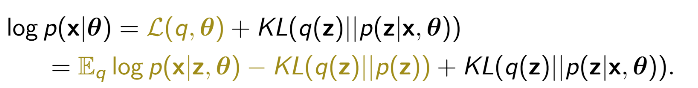 log p(x|θ) = ℒ(q, θ) + KL(q(z)||p(z|x, θ))
= 𝔼_q log p(x|z, θ) − KL(q(z)||p(z)) + KL(q(z)||p(z|x, θ)).